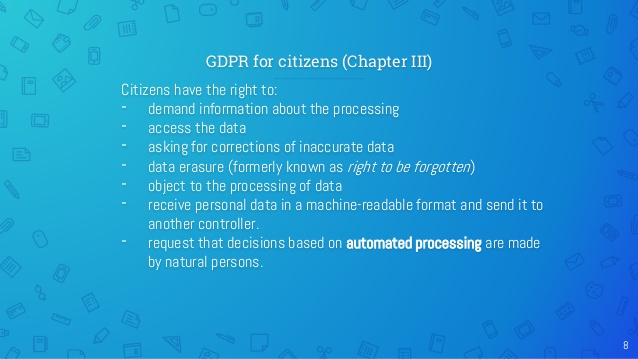 GDPR for citizens (Chapter III)
Citizens have the right to:
- demand information about the processing
- access the data
- asking for corrections of inaccurate data
- data erasure (formerly known as right to be forgotten)
- object to the processing of data
- receive personal data in a machine-readable format and send it to
another controller.
- request that decisions based on automated processing are made
by natural persons.
8